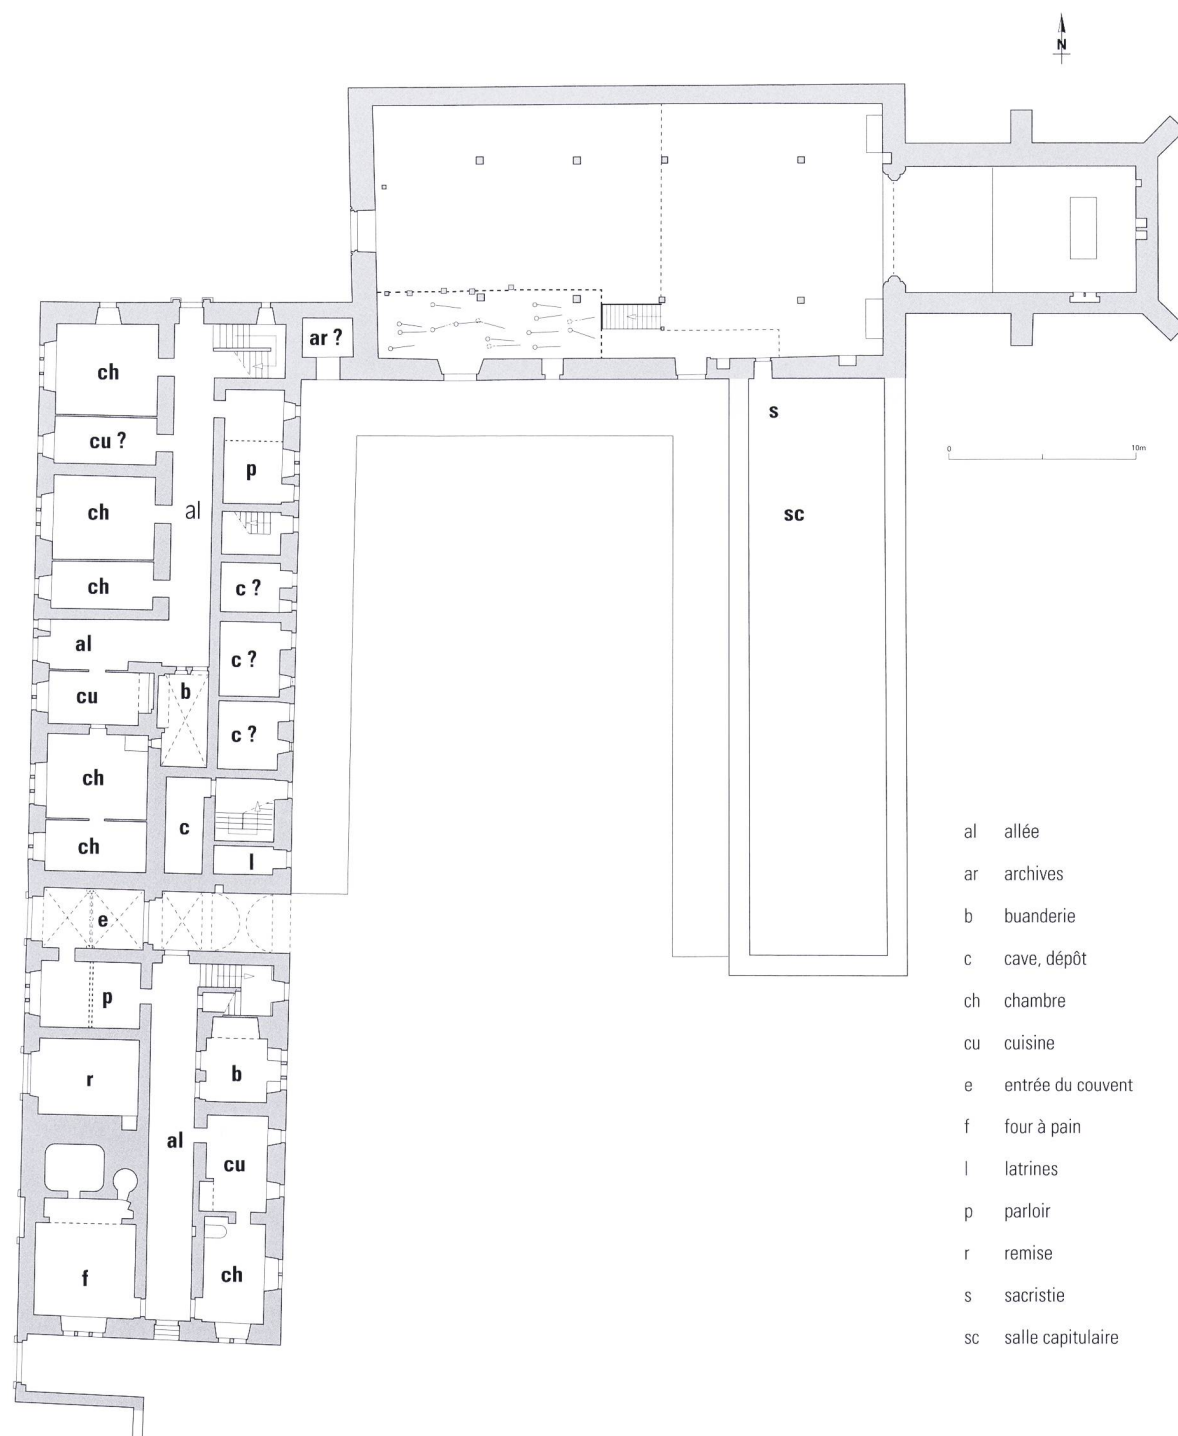 N
ar ?
ch
cu ?
p
s
0 10m
ch
al
sc
ch
c ?
al
c ?
cu
b
c ?
ch
c
ch
l
e
p
r
b
al
cu
f
ch
al allée
ar archives
b buanderie
c cave, dépôt
ch chambre
cu cuisine
e entrée du couvent
f four à pain
l latrines
p parloir
r remise
s sacristie
sc salle capitulaire